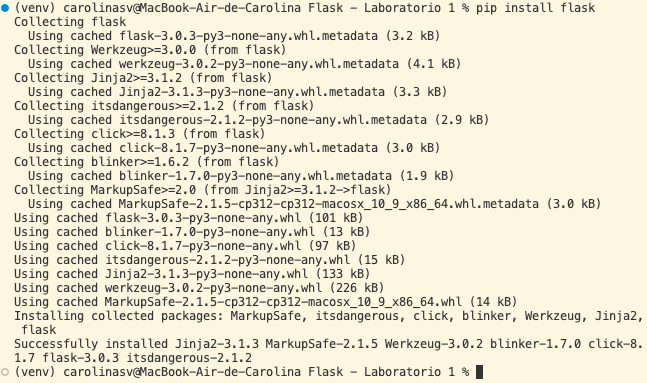 (venv) carolinasv@MacBook-Air-de-Carolina Flask - Laboratorio 1 % pip install flask
Collecting flask
  Using cached flask-3.0.3-py3-none-any.whl.metadata (3.2 kB)
Collecting Werkzeug>=3.0.0 (from flask)
  Using cached werkzeug-3.0.2-py3-none-any.whl.metadata (4.1 kB)
Collecting Jinja2>=3.1.2 (from flask)
  Using cached Jinja2-3.1.3-py3-none-any.whl.metadata (3.3 kB)
Collecting itsdangerous>=2.1.2 (from flask)
  Using cached itsdangerous-2.1.2-py3-none-any.whl.metadata (2.9 kB)
Collecting click>=8.1.3 (from flask)
  Using cached click-8.1.7-py3-none-any.whl.metadata (3.0 kB)
Collecting blinker>=1.6.2 (from flask)
  Using cached blinker-1.7.0-py3-none-any.whl.metadata (1.9 kB)
Collecting MarkupSafe>=2.0 (from Jinja2>=3.1.2->flask)
  Using cached MarkupSafe-2.1.5-cp312-cp312-macosx_10_9_x86_64.whl.metadata (3.0 kB)
Using cached flask-3.0.3-py3-none-any.whl (101 kB)
Using cached blinker-1.7.0-py3-none-any.whl (13 kB)
Using cached click-8.1.7-py3-none-any.whl (97 kB)
Using cached itsdangerous-2.1.2-py3-none-any.whl (15 kB)
Using cached Jinja2-3.1.3-py3-none-any.whl (133 kB)
Using cached werkzeug-3.0.2-py3-none-any.whl (226 kB)
Using cached MarkupSafe-2.1.5-cp312-cp312-macosx_10_9_x86_64.whl (14 kB)
Installing collected packages: MarkupSafe, itsdangerous, click, blinker, Werkzeug, Jinja2,
 flask
Successfully installed Jinja2-3.1.3 MarkupSafe-2.1.5 Werkzeug-3.0.2 blinker-1.7.0 click-8.
1.7 flask-3.0.3 itsdangerous-2.1.2
(venv) carolinasv@MacBook-Air-de-Carolina Flask - Laboratorio 1 %